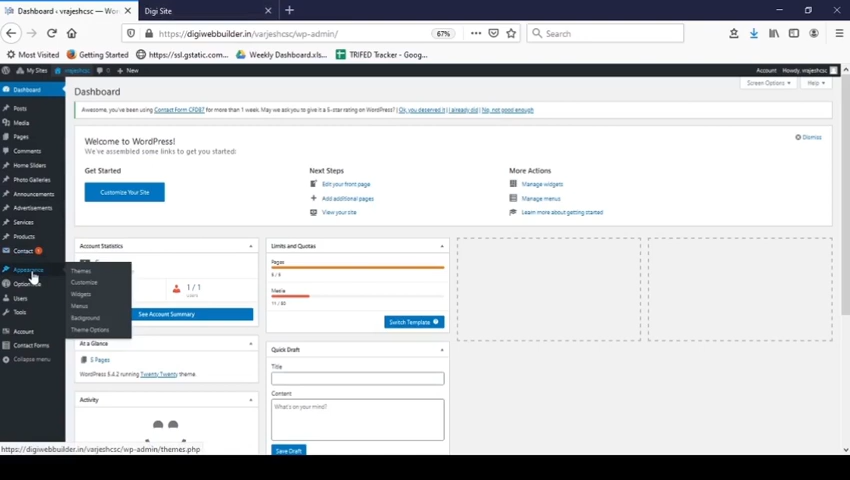 Dashboard ‹ vrajeshcsc — Wo
Digi Site
https://digiwebbuilder.in/varjeshcsc/wp-admin/
67%
Search
Most Visited
Getting Started
https://ssl.gstatic.com...
Weekly Dashboard.xls...
TRIFED Tracker - Goog...
My Sites
vrajeshcsc
0
New
Account
Howdy, vrajeshcsc
Dashboard
Posts
Media
Pages
Comments
Home Sliders
Photo Galleries
Announcements
Advertisements
Services
Products
Contact
Appearance
Users
Tools
Account
Contact Forms
Collapse menu
Themes
Customize
Widgets
Menus
Background
Theme Options
Screen Options
Help
Dashboard
Awesome, you've been using Contact Form CFDB7 for more than 1 week. May we ask you to give it a 5-star rating on WordPress? | Ok, you deserved it | I already did | No, not good enough
Welcome to WordPress!
We've assembled some links to get you started!
Dismiss
Get Started
Customize Your Site
Next Steps
Edit your front page
Add additional pages
View your site
More Actions
Manage widgets
Manage menus
Learn more about getting started
Account Statistics
1 / 1
users
See Account Summary
Limits and Quotas
Pages
5 / 5
Media
Switch Template
At a Glance
5 Pages
WordPress 5.4.2 running Twenty Twenty theme.
Activity
Quick Draft
Title
Content
What's on your mind?
Save Draft
https://digiwebbuilder.in/varjeshcsc/wp-admin/themes.php